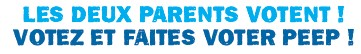 LES DEUX PARENTS VOTENT !
VOTEZ ET FAITES VOTER PEEP !